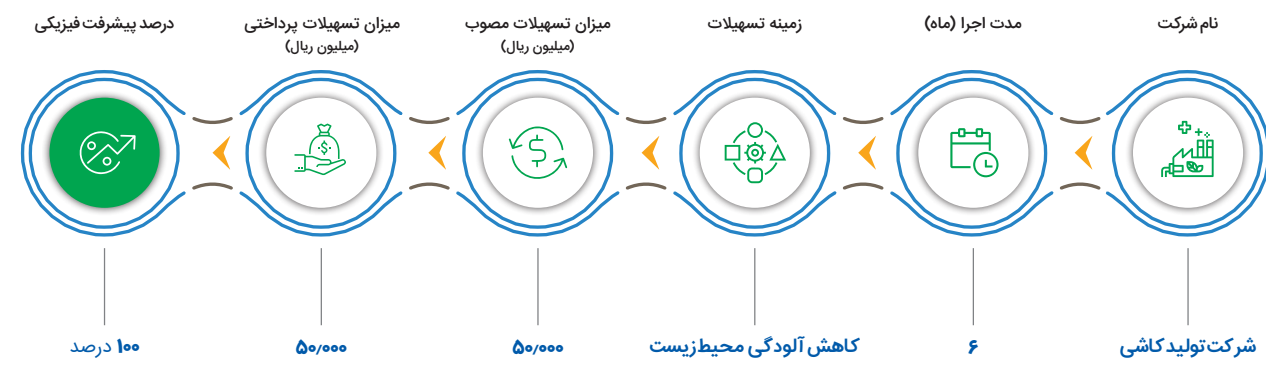 نام شرکت
مدت اجرا (ماه)
زمینه تسهیلات
میزان تسهیلات مصوب
(میلیون ریال)
میزان تسهیلات پرداختی
(میلیون ریال)
درصد پیشرفت فیزیکی
شرکت تولید کاشی
۶
کاهش آلودگی محیط‌زیست
۵۰٫۰۰۰
۵۰٫۰۰۰
۱۰۰ درصد